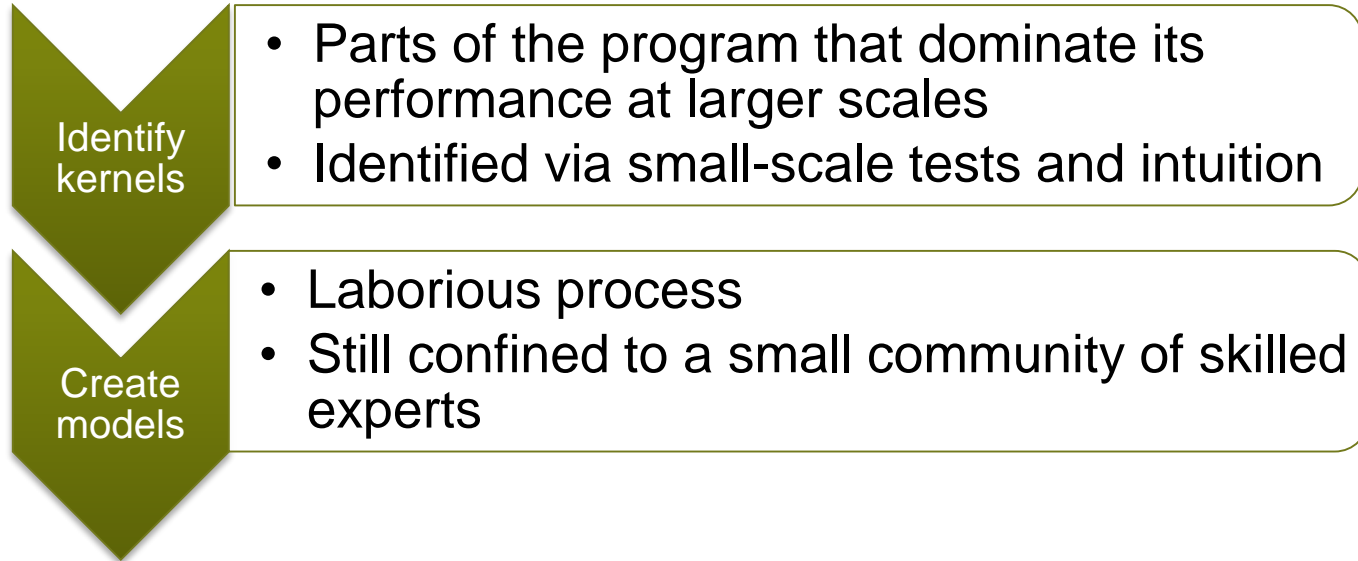 Identify
kernels
• Parts of the program that dominate its
performance at larger scales
• Identified via small-scale tests and intuition
Create
models
• Laborious process
• Still confined to a small community of skilled
experts